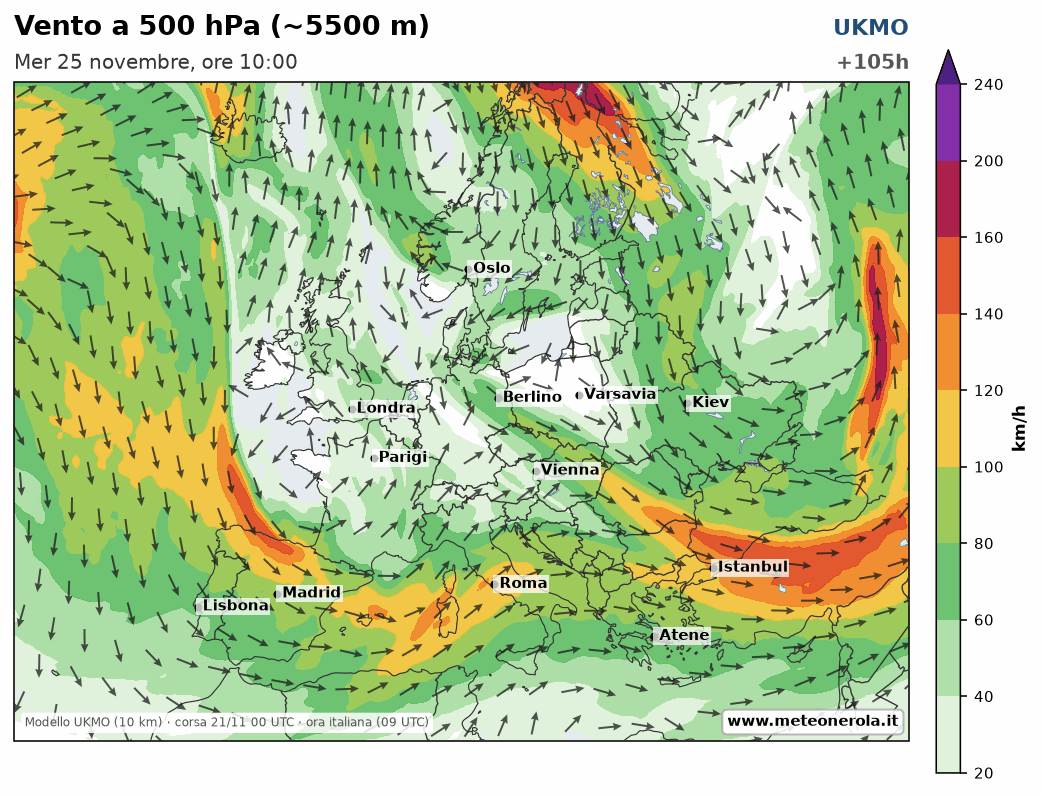 Vento a 500 hPa (~5500 m)
UKMO
Mer 25 novembre, ore 10:00
+105h
240
200
160
140
120
100
80
60
40
20
km/h
Oslo
Berlino
Varsavia
Kiev
Londra
Parigi
Vienna
Istanbul
Roma
Madrid
Lisbona
Atene
Modello UKMO (10 km) · corsa 21/11 00 UTC · ora italiana (09 UTC)
www.meteonerola.it